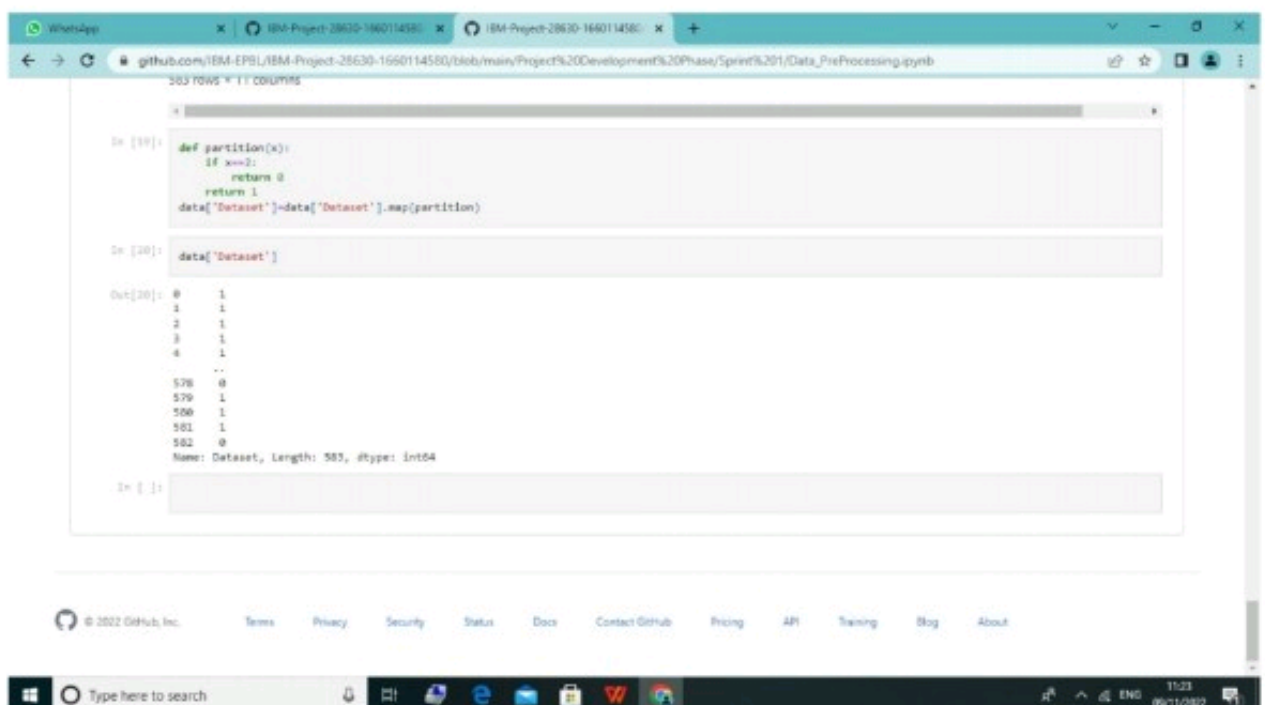 WhatsApp
IBM-Project-28630-1660114580
IBM-Project-28630-1660114580
github.com/IBM-EPBL/IBM-Project-28630-1660114580/blob/main/Project%20Development%20Phase/Sprint%201/Data_PreProcessing.ipynb
583 rows × 11 columns
In [19]:
def partition(x):
    if x==2:
        return 0
    return 1
data['Dataset']=data['Dataset'].map(partition)
In [20]:
data['Dataset']
Out[20]:
0 1
1 1
2 1
3 1
4 1
..
578 0
579 1
580 1
581 1
582 0
Name: Dataset, Length: 583, dtype: int64
In [ ]:
© 2022 GitHub, Inc. Terms Privacy Security Status Docs Contact GitHub Pricing API Training Blog About
Type here to search
ENG
11:23
09/11/2022